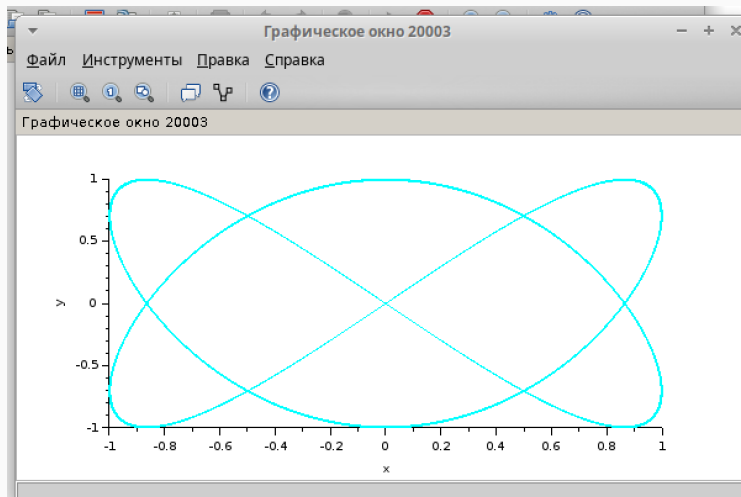 Графическое окно 20003
Файл Инструменты Правка Справка
Графическое окно 20003
1
0.5
0
-0.5
-1
y
-1 -0.8 -0.6 -0.4 -0.2 0 0.2 0.4 0.6 0.8 1
x